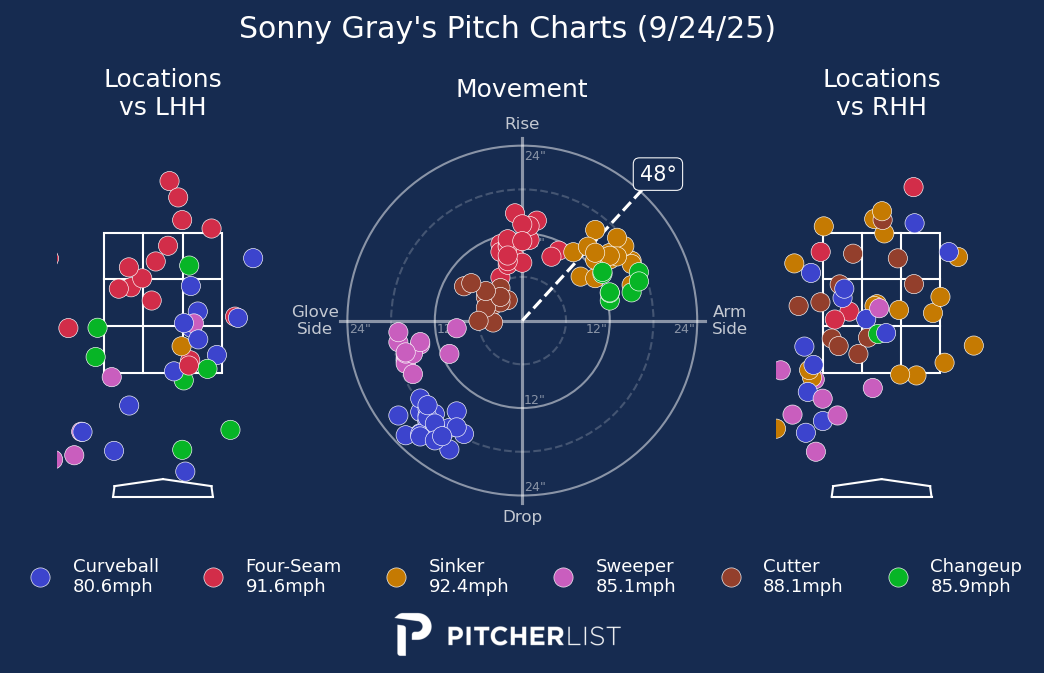 Sonny Gray's Pitch Charts (9/24/25)
Locations
vs LHH
Movement
Locations
vs RHH
Rise
24"
48°
Glove
Side
24"
12"
24"
Arm
Side
12"
24"
Drop
Curveball
80.6mph
Four-Seam
91.6mph
Sinker
92.4mph
Sweeper
85.1mph
Cutter
88.1mph
Changeup
85.9mph
PITCHERLIST